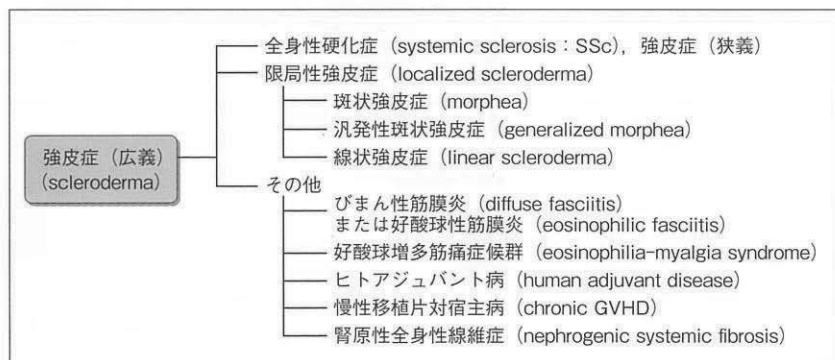 全身性硬化症（systemic sclerosis：SSc），強皮症（狭義）
限局性強皮症（localized scleroderma）
斑状強皮症（morphea）
汎発性斑状強皮症（generalized morphea）
線状強皮症（linear scleroderma）
強皮症（広義）
（scleroderma）
その他
びまん性筋膜炎（diffuse fasciitis）
または好酸球性筋膜炎（eosinophilic fasciitis）
好酸球増多筋痛症候群（eosinophilia-myalgia syndrome）
ヒトアジュバント病（human adjuvant disease）
慢性移植片対宿主病（chronic GVHD）
腎原性全身性線維症（nephrogenic systemic fibrosis）